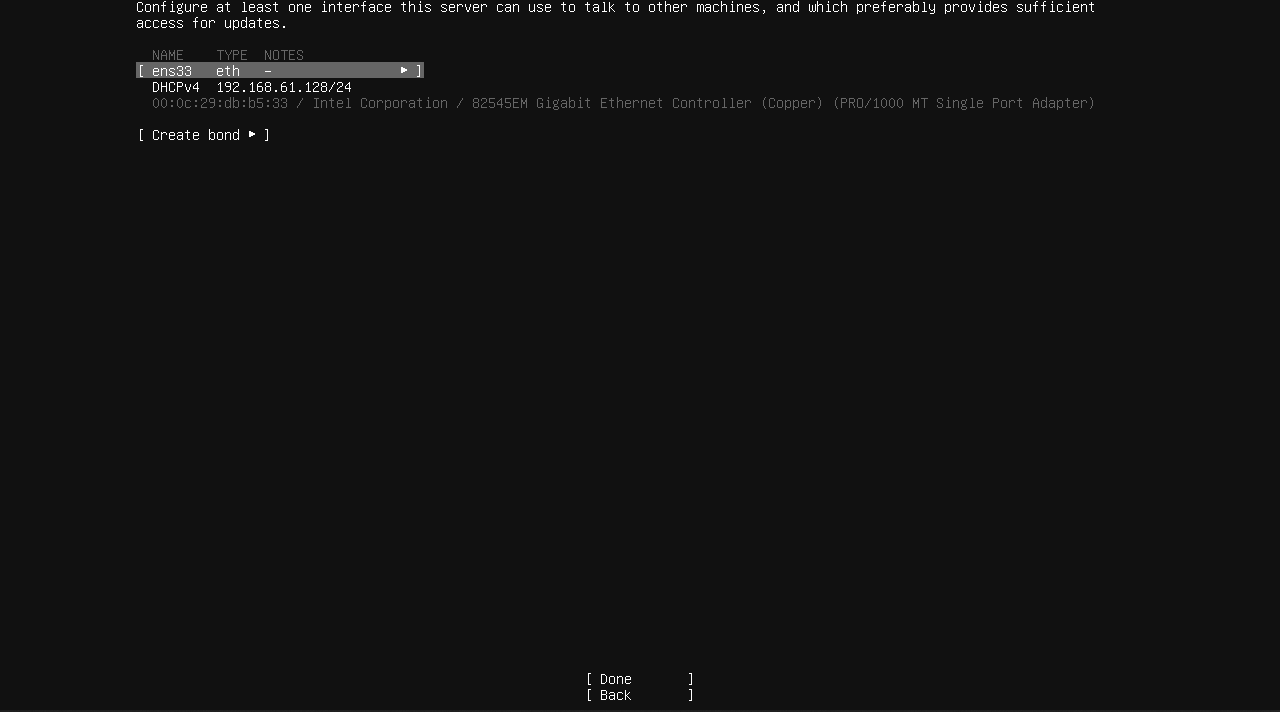 Configure at least one interface this server can use to talk to other machines, and which preferably provides sufficient
access for updates.
NAME TYPE NOTES
[ ens33 eth – ▸ ]
DHCPv4 192.168.61.128/24
00:0c:29:db:b5:33 / Intel Corporation / 82545EM Gigabit Ethernet Controller (Copper) (PRO/1000 MT Single Port Adapter)
[ Create bond ▸ ]
[ Done ]
[ Back ]